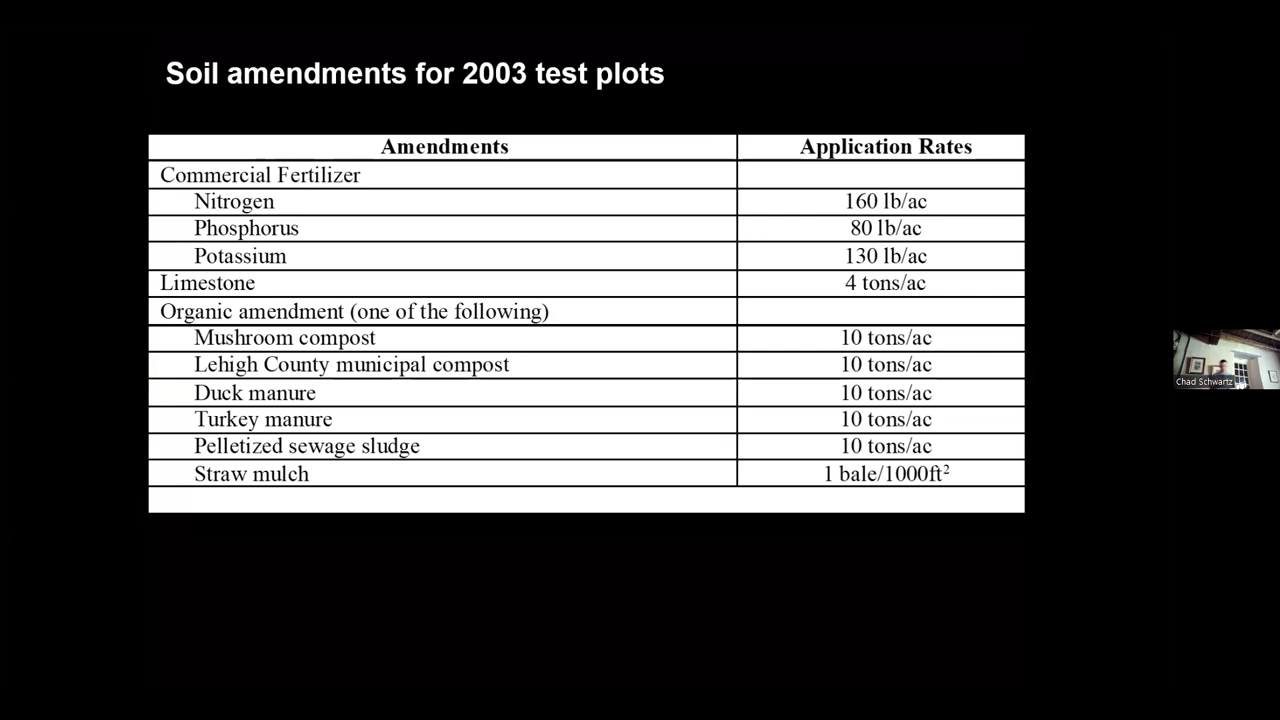 Soil amendments for 2003 test plots
Amendments Application Rates
Commercial Fertilizer
Nitrogen 160 lb/ac
Phosphorus 80 lb/ac
Potassium 130 lb/ac
Limestone 4 tons/ac
Organic amendment (one of the following)
Mushroom compost 10 tons/ac
Lehigh County municipal compost 10 tons/ac
Duck manure 10 tons/ac
Turkey manure 10 tons/ac
Pelletized sewage sludge 10 tons/ac
Straw mulch 1 bale/1000ft²
Chad Schwartz